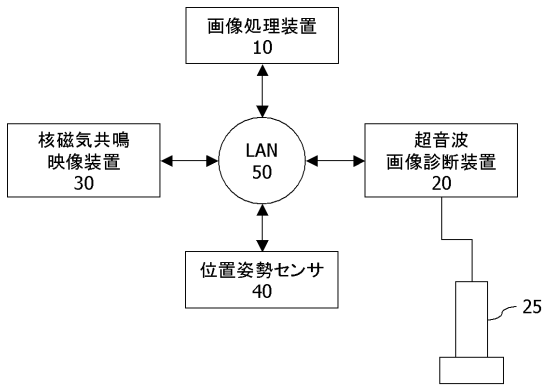 画像処理装置
10
核磁気共鳴
映像装置
30
LAN
50
超音波
画像診断装置
20
位置姿勢センサ
40
25